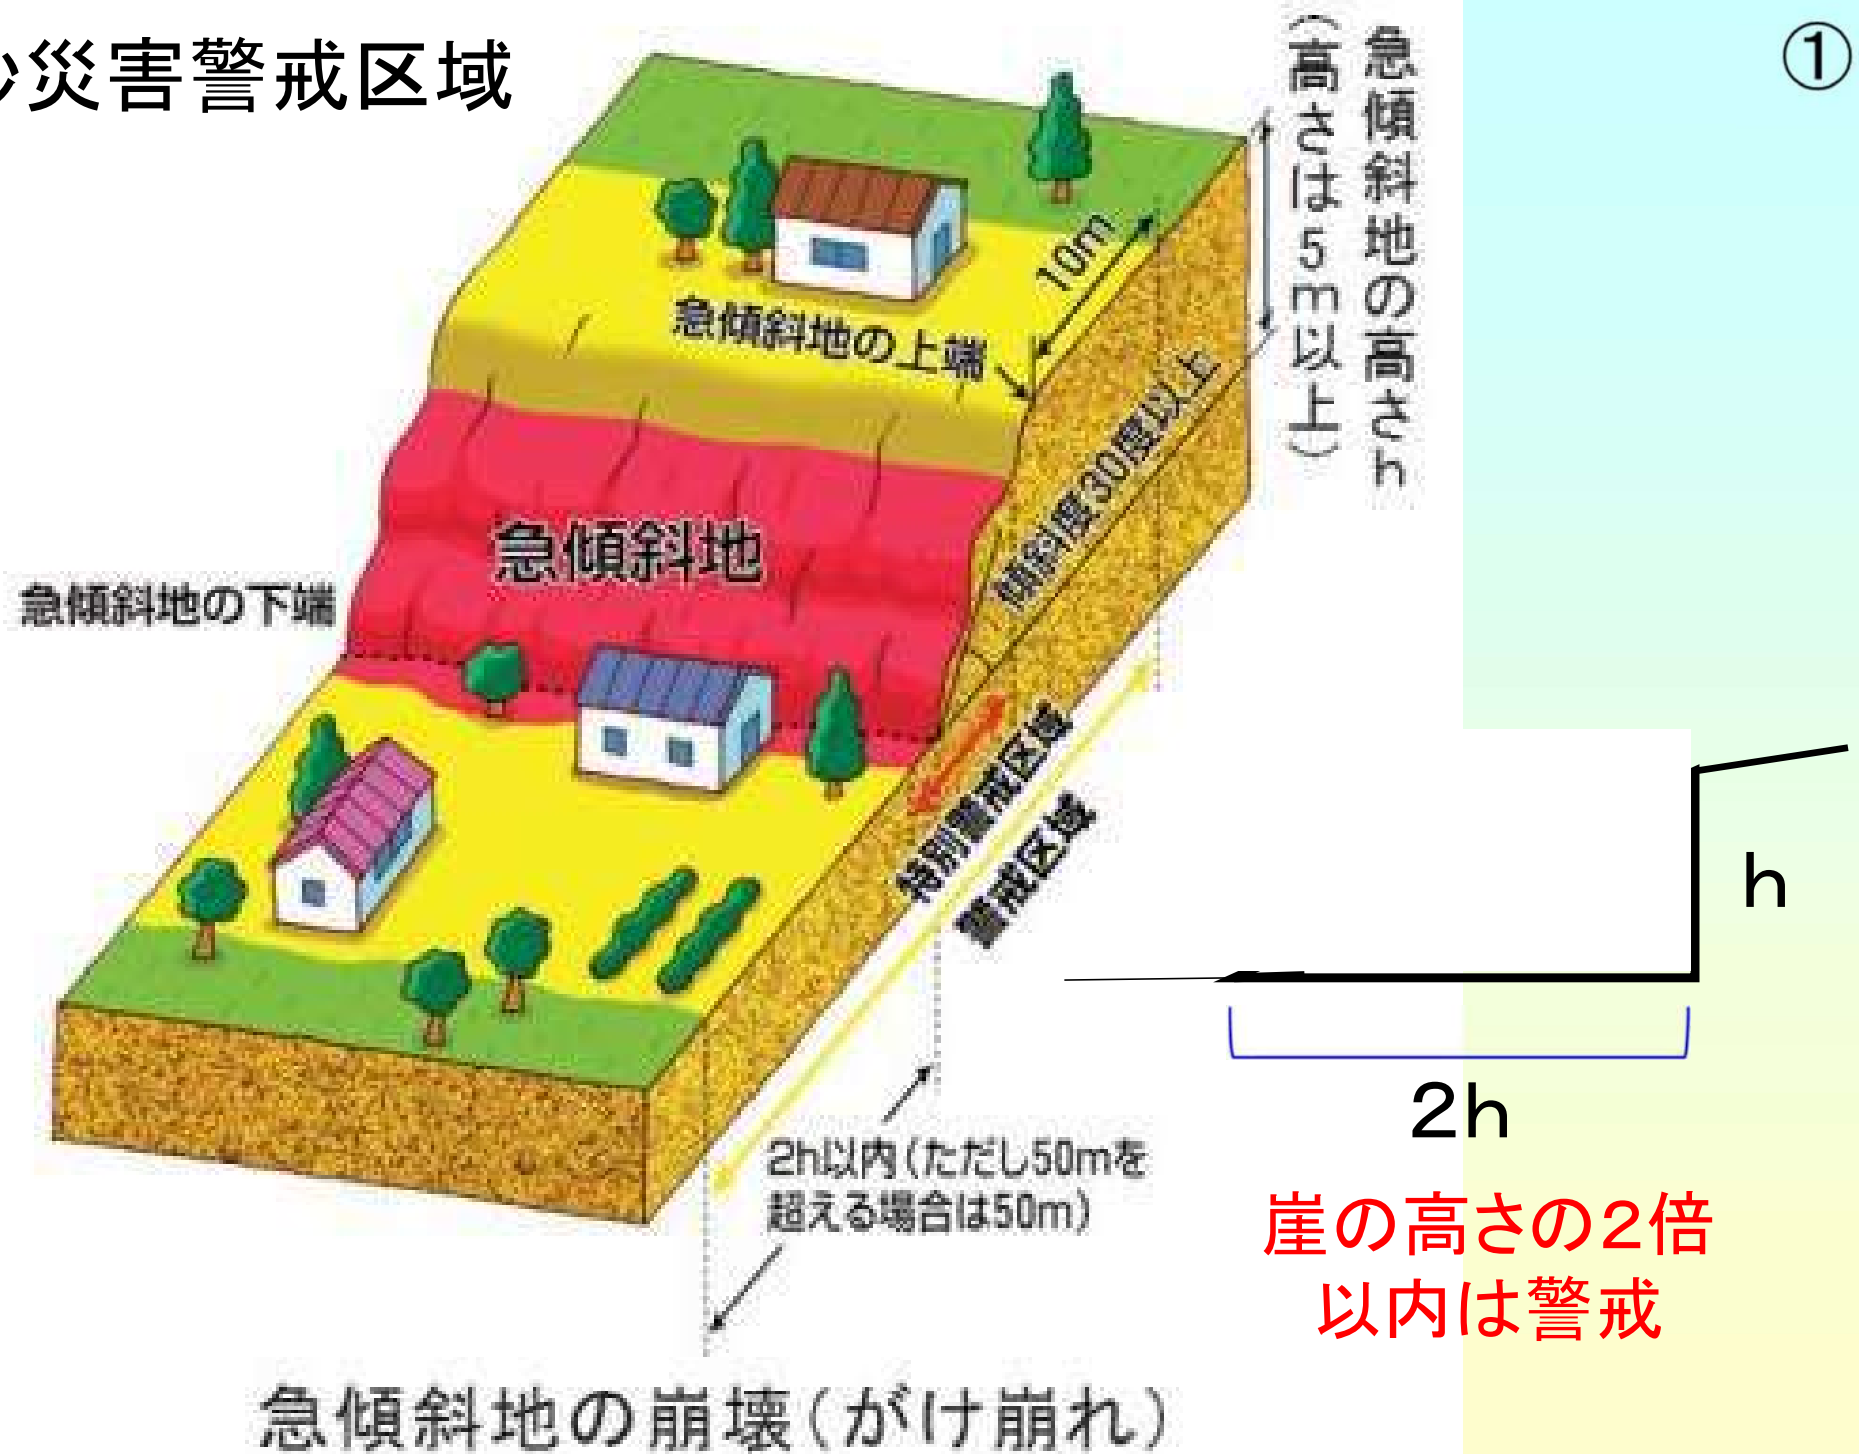 砂災害警戒区域
①
急傾斜地の高さh
(高さは5m以上)
10m
急傾斜地の上端
傾斜度30度以上
急傾斜地
急傾斜地の下端
特別警戒区域
警戒区域
h
2h
2h以内(ただし50mを
超える場合は50m)
崖の高さの2倍
以内は警戒
急傾斜地の崩壊(がけ崩れ)